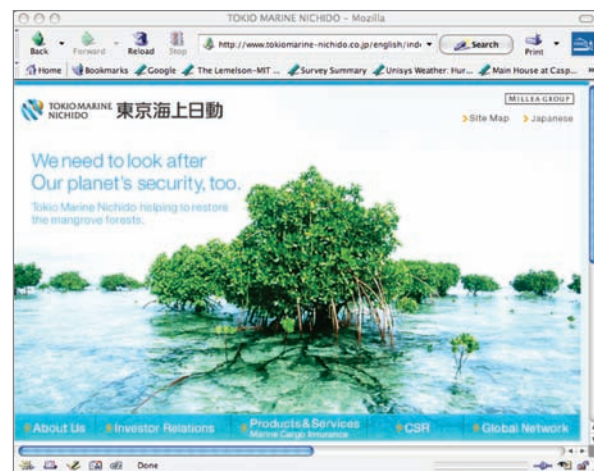 TOKIO MARINE NICHIDO - Mozilla
Back Forward Reload Stop http://www.tokiomarine-nichido.co.jp/english/ind Search Print
Home Bookmarks Google The Lemelson-MIT ... Survey Summary Unisys Weather: Hur... Main House at Casp...
TOKIO MARINE
NICHIDO
東京海上日動
MILLEA GROUP
Site Map Japanese
We need to look after
Our planet's security, too.
Tokio Marine Nichido helping to restore
the mangrove forests.
About Us Investor Relations Products & Services CSR Global Network
Marine Cargo Insurance
Done